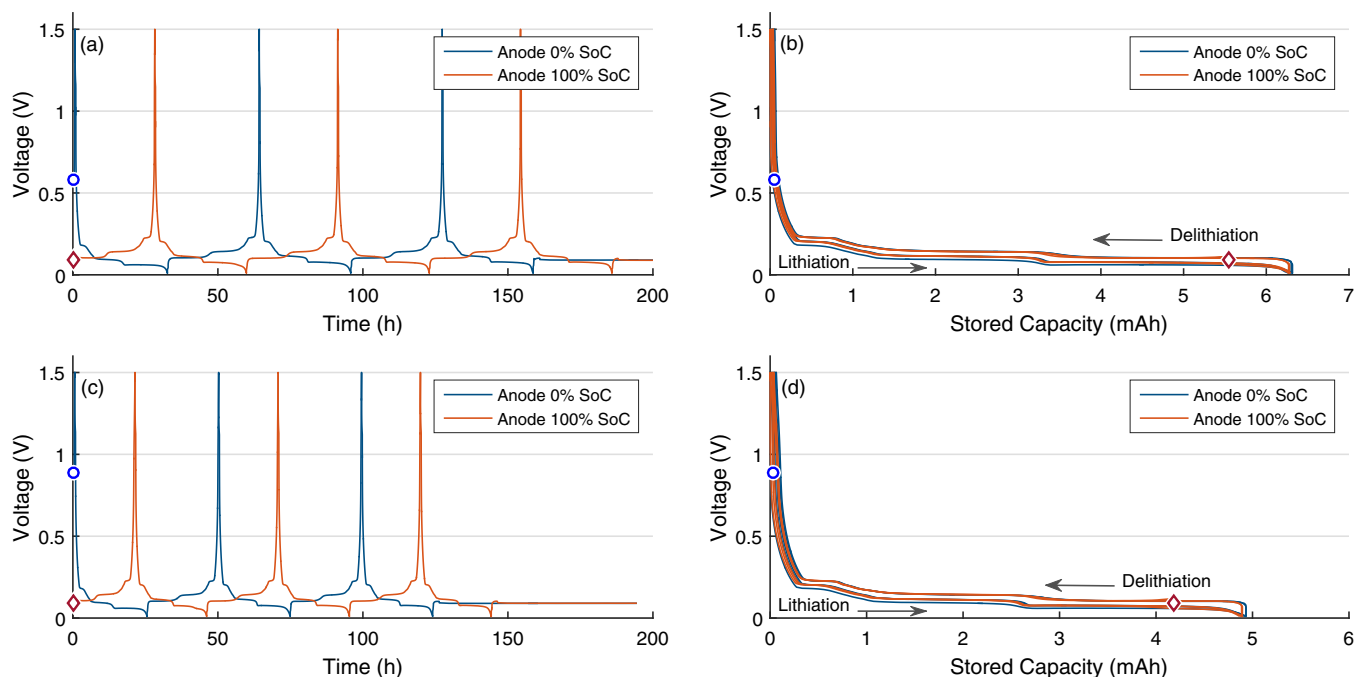 (a)
Anode 0% SoC
Anode 100% SoC
Voltage (V)
1.5
1
0.5
0
0
50
100
150
200
Time (h)
(b)
Anode 0% SoC
Anode 100% SoC
Voltage (V)
1.5
1
0.5
0
Delithiation
Lithiation
0
1
2
3
4
5
6
7
Stored Capacity (mAh)
(c)
Anode 0% SoC
Anode 100% SoC
Voltage (V)
1.5
1
0.5
0
0
50
100
150
200
Time (h)
(d)
Anode 0% SoC
Anode 100% SoC
Voltage (V)
1.5
1
0.5
0
Delithiation
Lithiation
0
1
2
3
4
5
6
Stored Capacity (mAh)